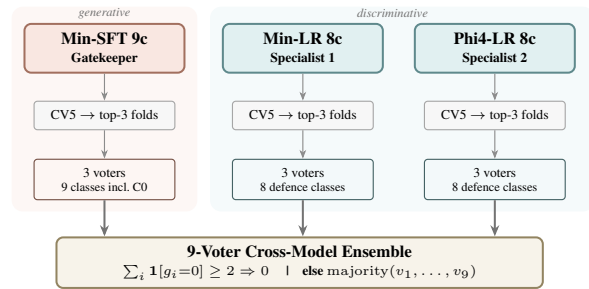 generative
discriminative
Min-SFT 9c
Gatekeeper
Min-LR 8c
Specialist 1
Phi4-LR 8c
Specialist 2
CV5 → top-3 folds
CV5 → top-3 folds
CV5 → top-3 folds
3 voters
9 classes incl. C0
3 voters
8 defence classes
3 voters
8 defence classes
9-Voter Cross-Model Ensemble
∑ᵢ 1[gᵢ=0] ≥ 2 ⇒ 0 | else majority(v₁, . . . , v₉)